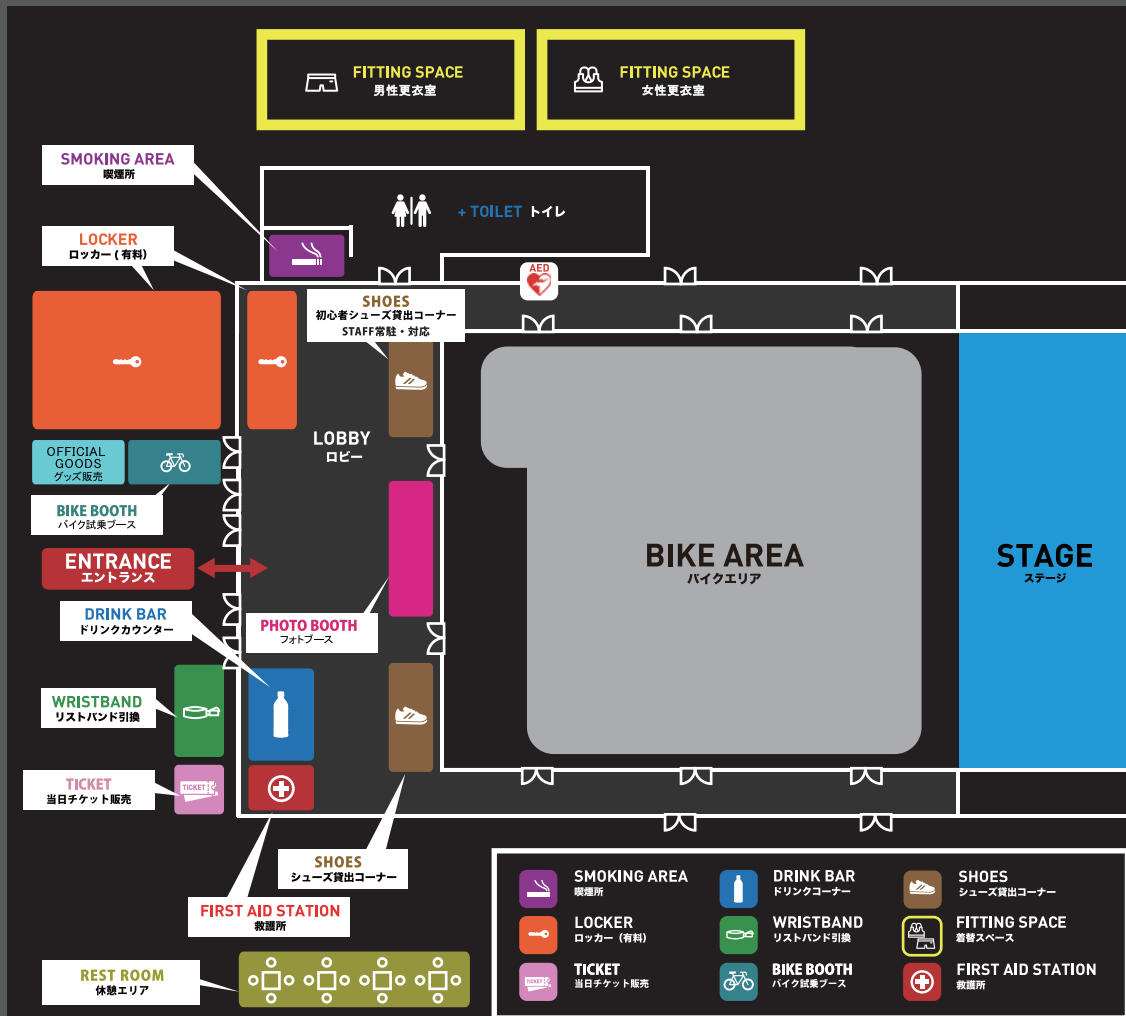 FITTING SPACE
男性更衣室
FITTING SPACE
女性更衣室
SMOKING AREA
喫煙所
+ TOILET トイレ
LOCKER
ロッカー ( 有料)
AED
SHOES
初心者シューズ貸出コーナー
STAFF常駐・対応
LOBBY
ロビー
OFFICIAL
GOODS
グッズ販売
BIKE BOOTH
バイク試乗ブース
ENTRANCE
エントランス
BIKE AREA
バイクエリア
STAGE
ステージ
DRINK BAR
ドリンクカウンター
PHOTO BOOTH
フォトブース
WRISTBAND
リストバンド引換
TICKET
当日チケット販売
TICKET
SHOES
シューズ貸出コーナー
FIRST AID STATION
救護所
REST ROOM
休憩エリア
SMOKING AREA
喫煙所
DRINK BAR
ドリンクコーナー
SHOES
シューズ貸出コーナー
LOCKER
ロッカー（有料）
WRISTBAND
リストバンド引換
FITTING SPACE
着替スペース
TICKET
TICKET
当日チケット販売
BIKE BOOTH
バイク試乗ブース
FIRST AID STATION
救護所